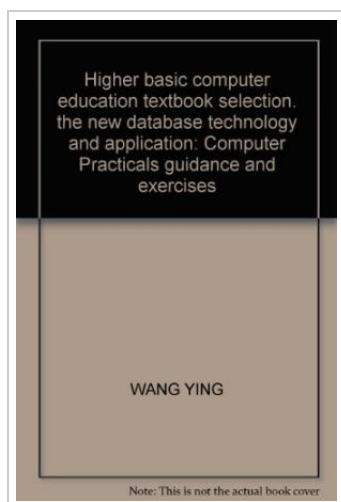 Higher basic computer
education textbook selection.
the new database technology
and application: Computer
Practicals guidance and
exercises
WANG YING
Note: This is not the actual book cover